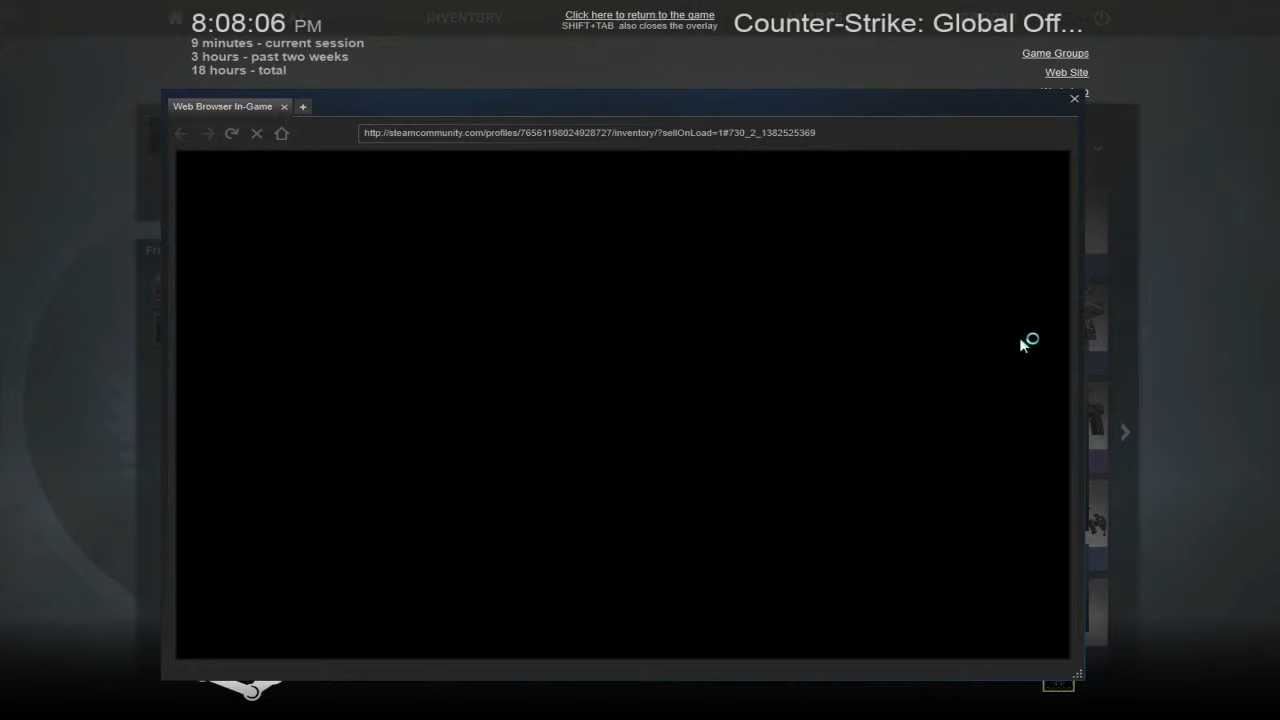 8:08:06 PM
9 minutes - current session
3 hours - past two weeks
18 hours - total
INVENTORY
Click here to return to the game
SHIFT+TAB also closes the overlay
Counter-Strike: Global Off...
Game Groups
Web Site
Web Browser In-Game
http://steamcommunity.com/profiles/76561198024928727/inventory/?sellOnLoad=1#730_2_1382525369